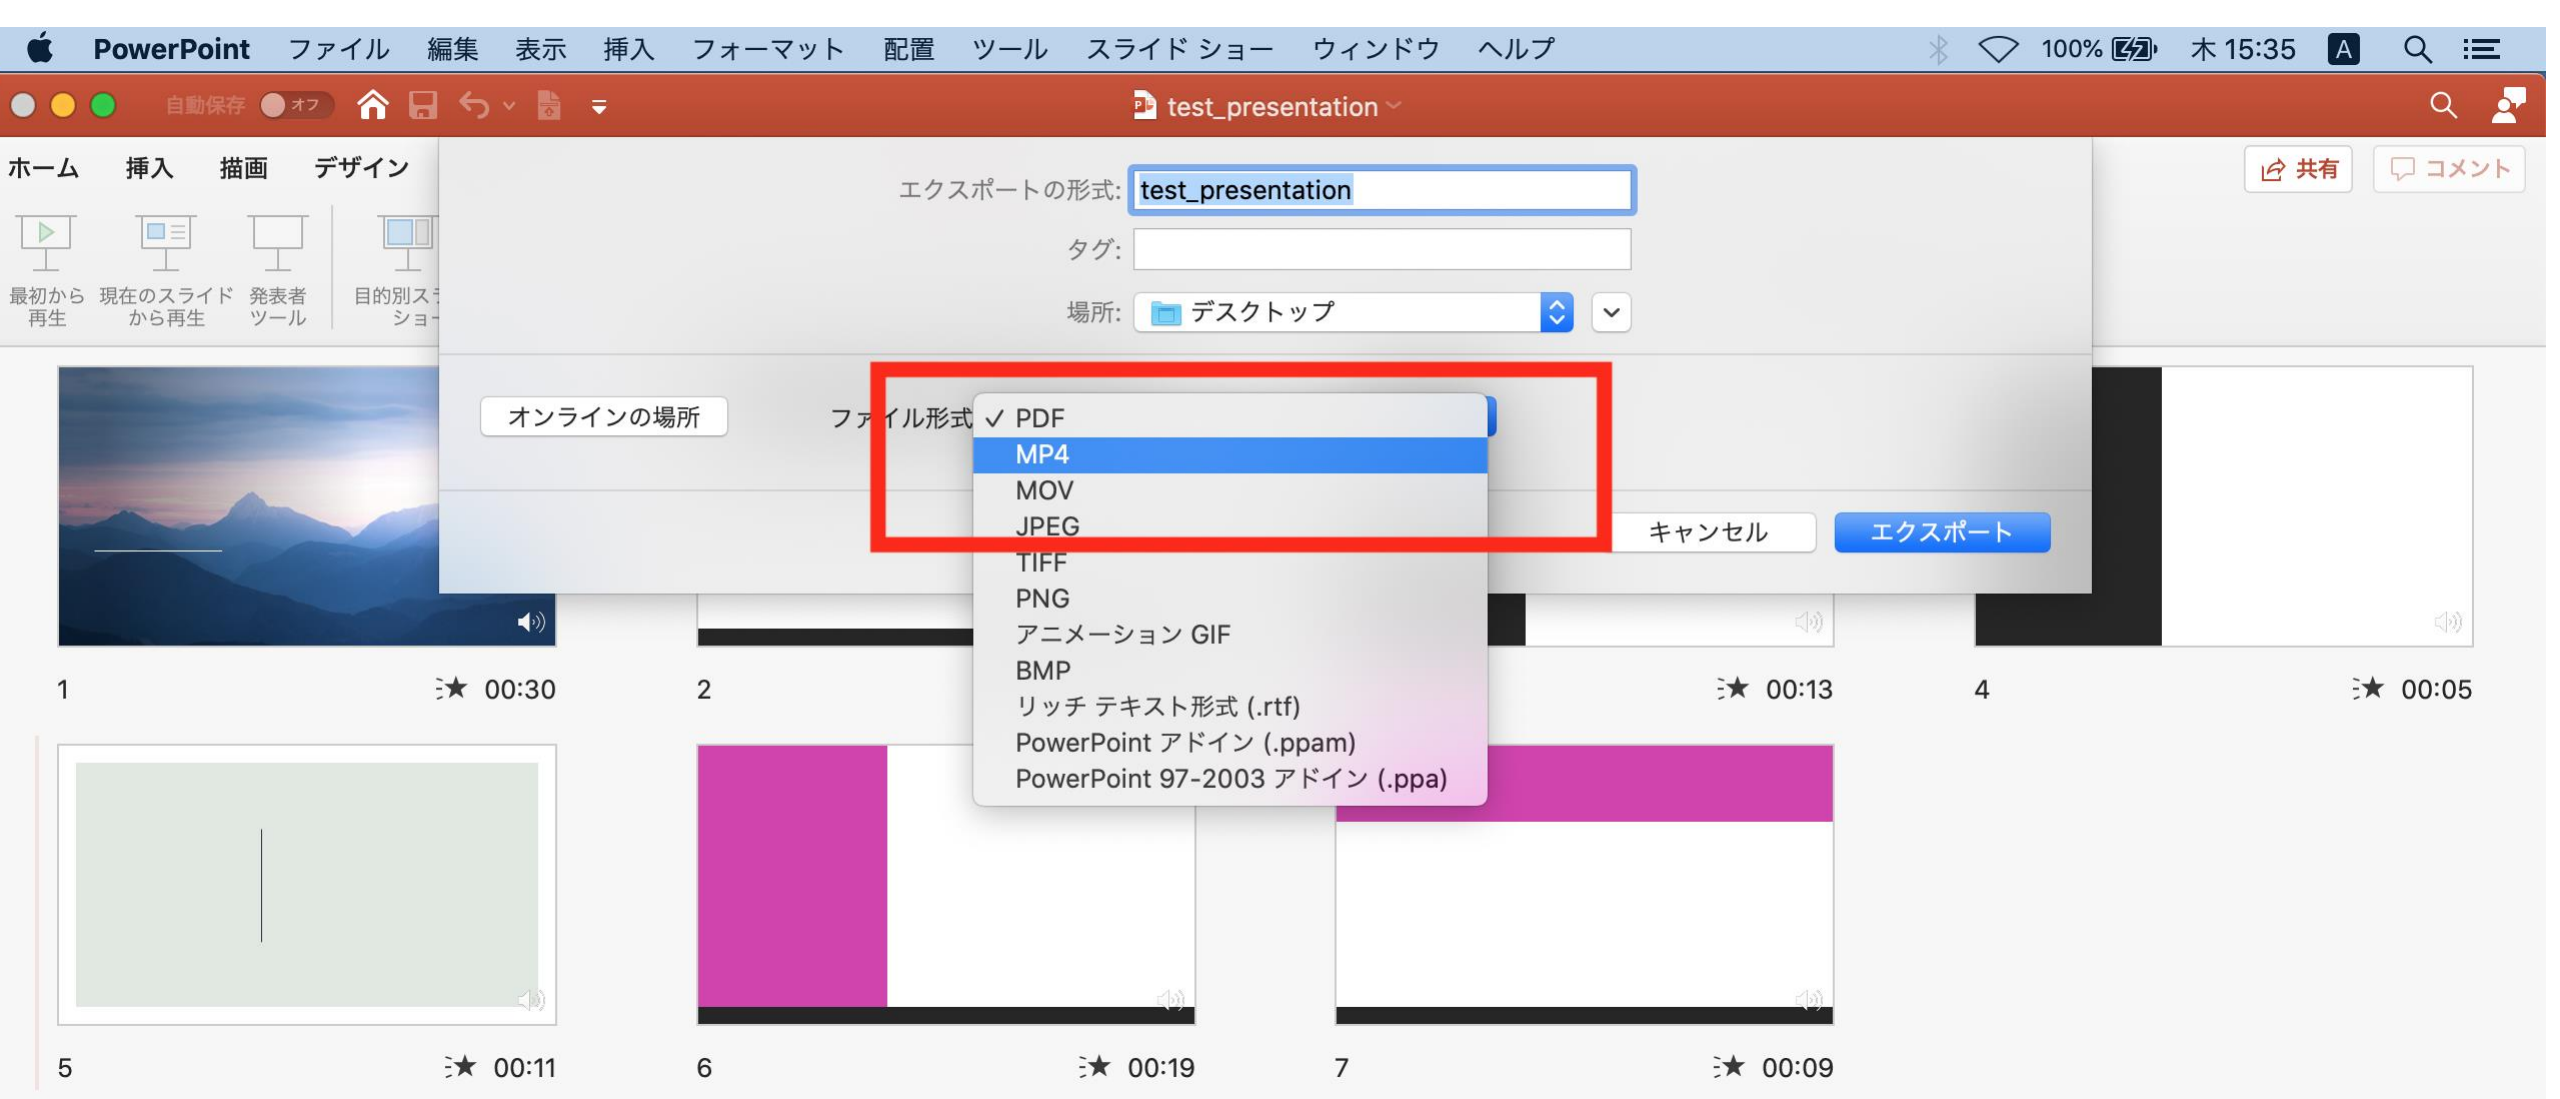 PowerPoint ファイル 編集 表示 挿入 フォーマット 配置 ツール スライド ショー ウィンドウ ヘルプ 100% 木 15:35 A
自動保存 オフ test_presentation
ホーム 挿入 描画 デザイン 共有 コメント
エクスポートの形式: test_presentation
タグ:
場所: デスクトップ
最初から 現在のスライド 発表者 目的別ス
再生 から再生 ツール ショー
オンラインの場所 ファイル形式 ✓ PDF
MP4
MOV
JPEG
キャンセル エクスポート
TIFF
PNG
アニメーション GIF
BMP
リッチ テキスト形式 (.rtf)
PowerPoint アドイン (.ppam)
PowerPoint 97-2003 アドイン (.ppa)
1 00:30 2 00:13 4 00:05
5 00:11 6 00:19 7 00:09